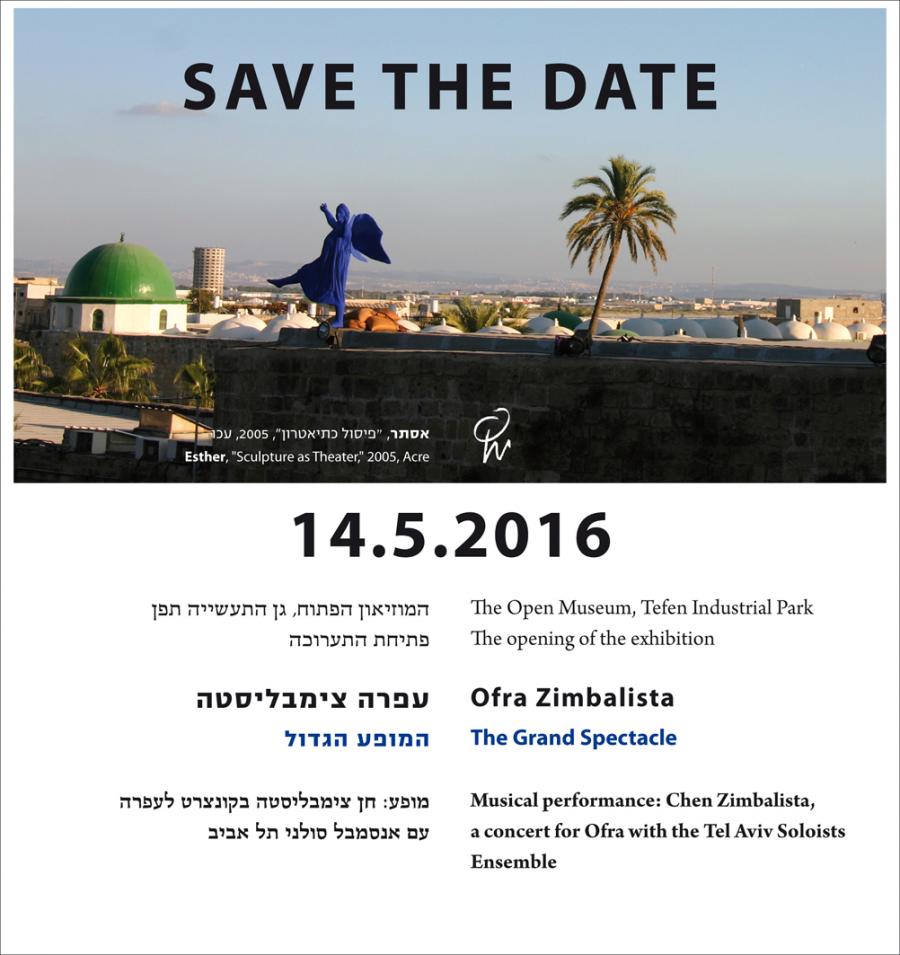 SAVE THE DATE
אסתר, "פיסול כתיאטרון", 2005, עכו
Esther, "Sculpture as Theater," 2005, Acre
14.5.2016
המוזיאון הפתוח, גן התעשייה תפן
פתיחת התערוכה
The Open Museum, Tefen Industrial Park
The opening of the exhibition
עפרה צימבליסטה
המופע הגדול
Ofra Zimbalista
The Grand Spectacle
מופע: חן צימבליסטה בקונצרט לעפרה
עם אנסמבל סולני תל אביב
Musical performance: Chen Zimbalista,
a concert for Ofra with the Tel Aviv Soloists
Ensemble